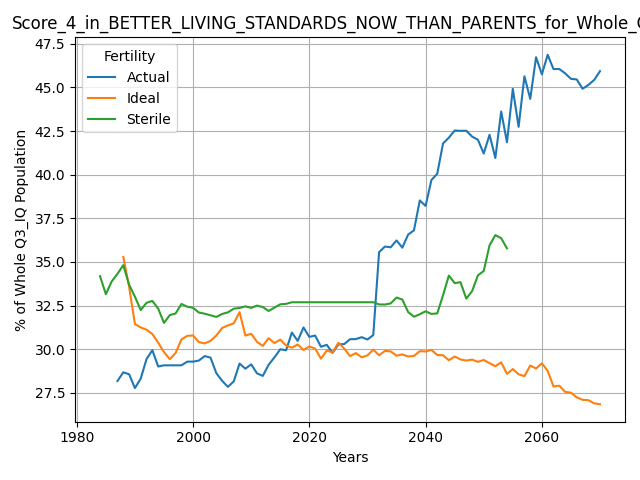 Score_4_in_BETTER_LIVING_STANDARDS_NOW_THAN_PARENTS_for_Whole_
Fertility
Actual
Ideal
Sterile
% of Whole Q3_IQ Population
47.5
45.0
42.5
40.0
37.5
35.0
32.5
30.0
27.5
1980
2000
2020
2040
2060
Years